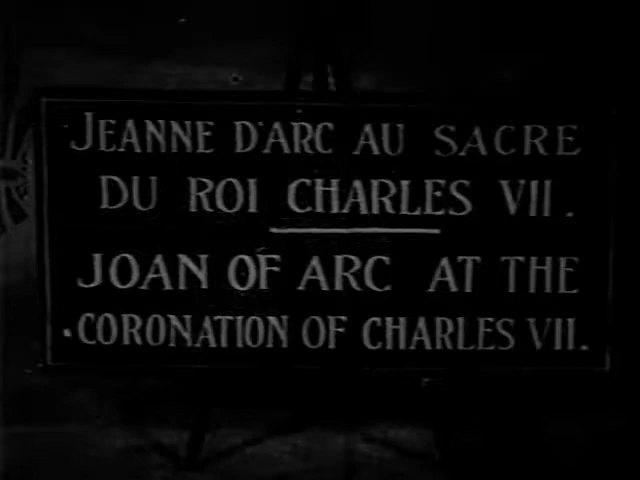 JEANNE D'ARC AU SACRE
DU ROI CHARLES VII.
JOAN OF ARC AT THE
CORONATION OF CHARLES VII.